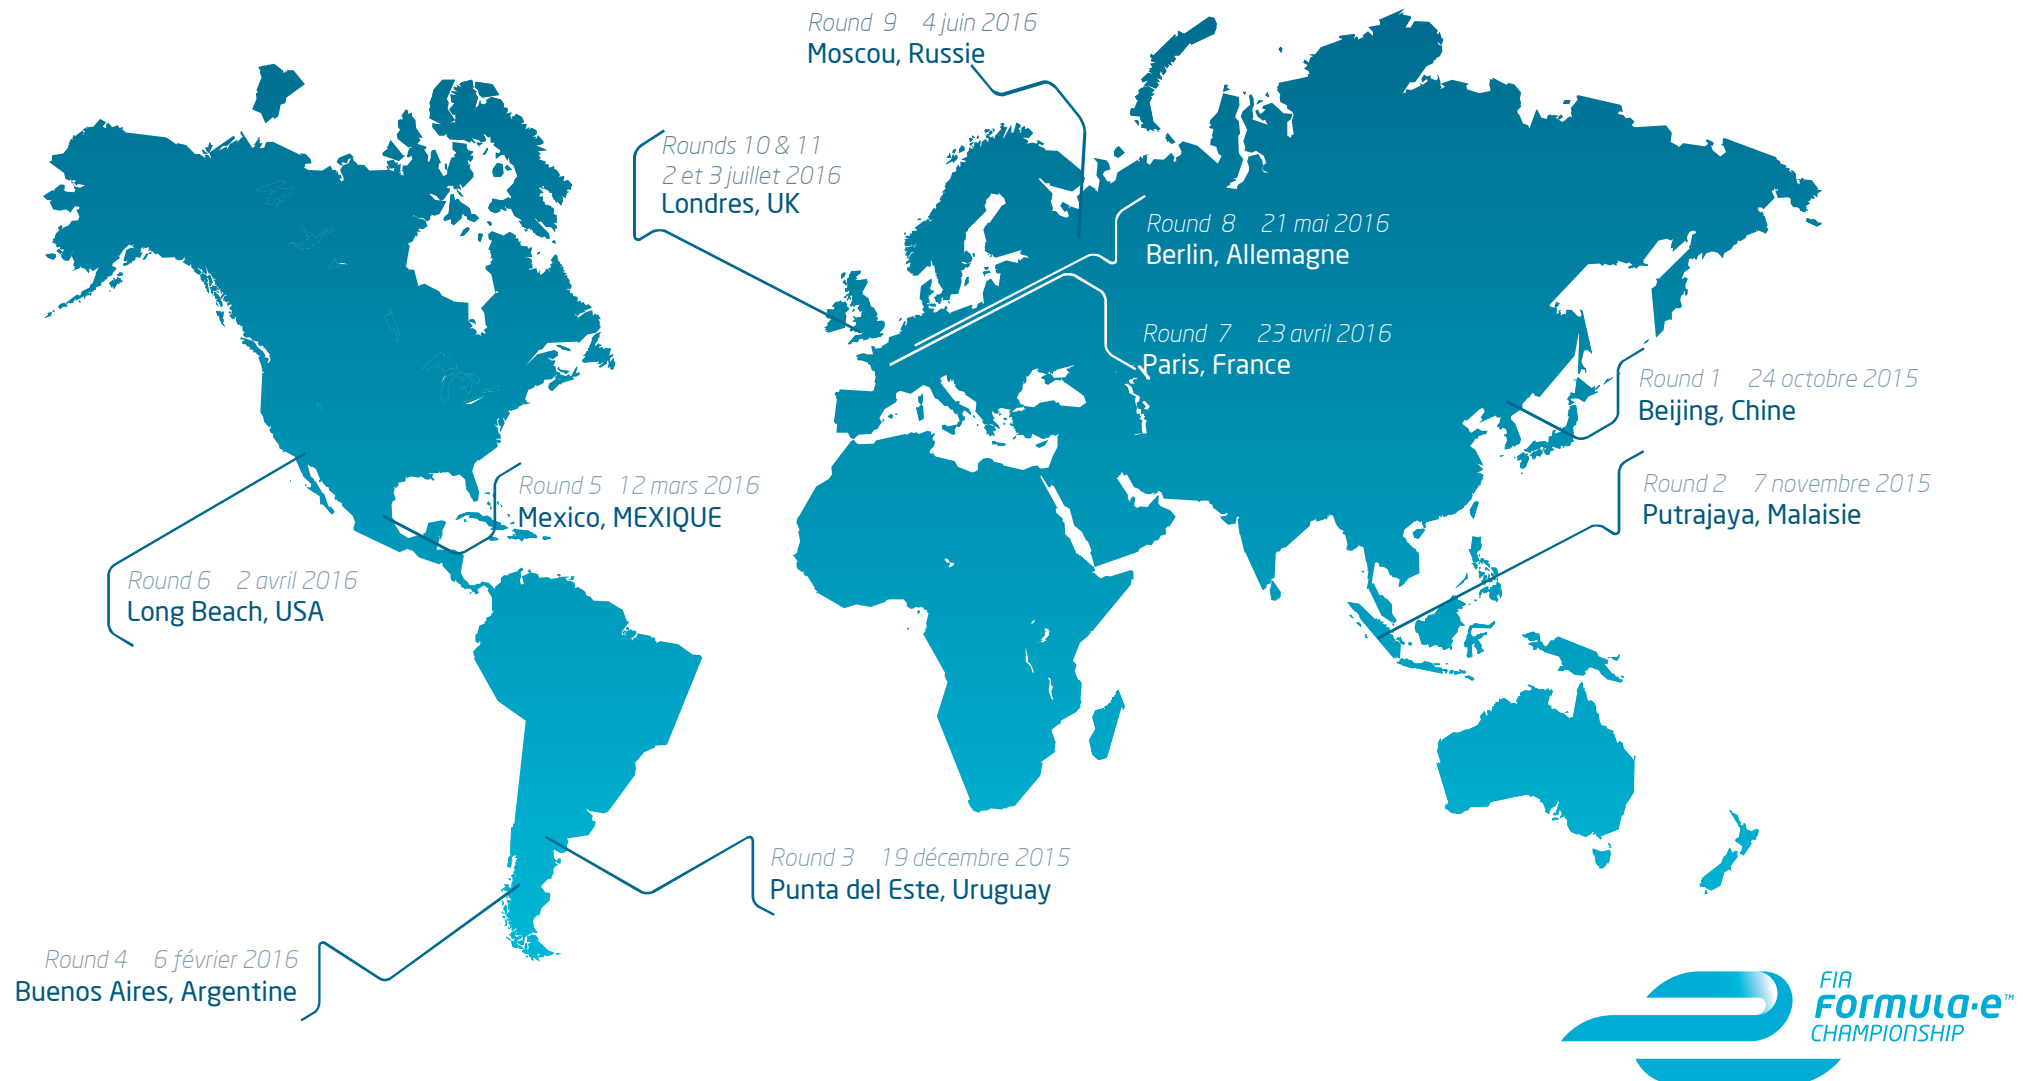 Round 9 4 juin 2016
Moscou, Russie
Rounds 10 & 11
2 et 3 juillet 2016
Londres, UK
Round 8 21 mai 2016
Berlin, Allemagne
Round 7 23 avril 2016
Paris, France
Round 1 24 octobre 2015
Beijing, Chine
Round 5 12 mars 2016
Mexico, MEXIQUE
Round 2 7 novembre 2015
Putrajaya, Malaisie
Round 6 2 avril 2016
Long Beach, USA
Round 3 19 décembre 2015
Punta del Este, Uruguay
Round 4 6 février 2016
Buenos Aires, Argentine
FIA
FORMULA-E™
CHAMPIONSHIP